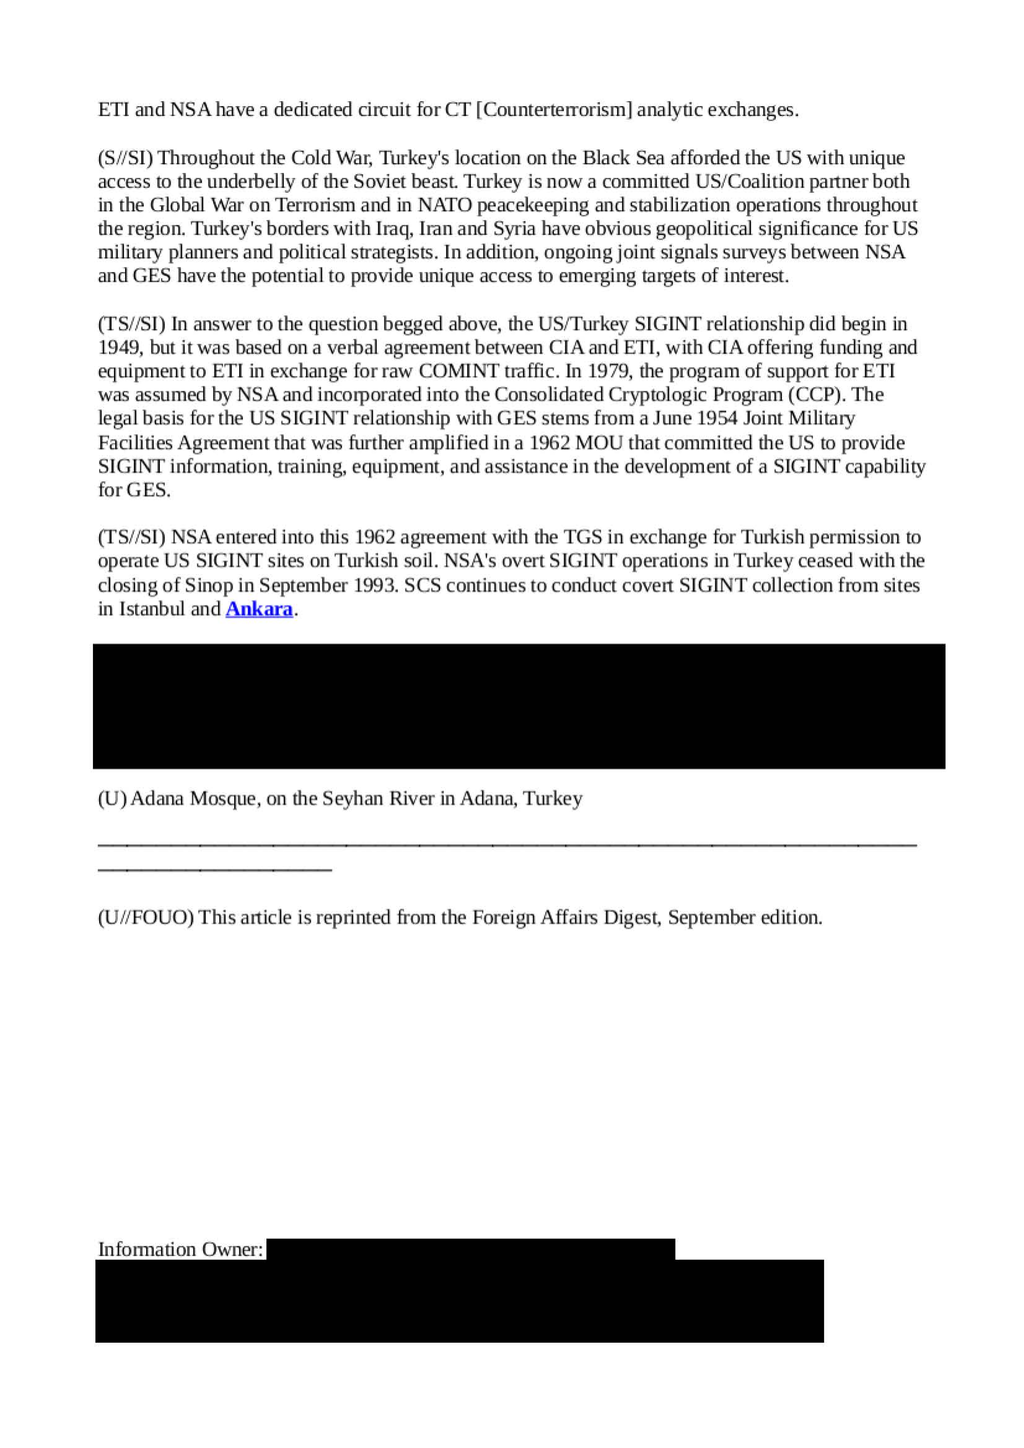 ETI and NSA have a dedicated circuit for CT [Counterterrorism] analytic exchanges.
(S//SI) Throughout the Cold War, Turkey's location on the Black Sea afforded the US with unique
access to the underbelly of the Soviet beast. Turkey is now a committed US/Coalition partner both
in the Global War on Terrorism and in NATO peacekeeping and stabilization operations throughout
the region. Turkey's borders with Iraq, Iran and Syria have obvious geopolitical significance for US
military planners and political strategists. In addition, ongoing joint signals surveys between NSA
and GES have the potential to provide unique access to emerging targets of interest.
(TS//SI) In answer to the question begged above, the US/Turkey SIGINT relationship did begin in
1949, but it was based on a verbal agreement between CIA and ETI, with CIA offering funding and
equipment to ETI in exchange for raw COMINT traffic. In 1979, the program of support for ETI
was assumed by NSA and incorporated into the Consolidated Cryptologic Program (CCP). The
legal basis for the US SIGINT relationship with GES stems from a June 1954 Joint Military
Facilities Agreement that was further amplified in a 1962 MOU that committed the US to provide
SIGINT information, training, equipment, and assistance in the development of a SIGINT capability
for GES.
(TS//SI) NSA entered into this 1962 agreement with the TGS in exchange for Turkish permission to
operate US SIGINT sites on Turkish soil. NSA's overt SIGINT operations in Turkey ceased with the
closing of Sinop in September 1993. SCS continues to conduct covert SIGINT collection from sites
in Istanbul and Ankara.
(U) Adana Mosque, on the Seyhan River in Adana, Turkey
(U//FOUO) This article is reprinted from the Foreign Affairs Digest, September edition.
Information Owner: